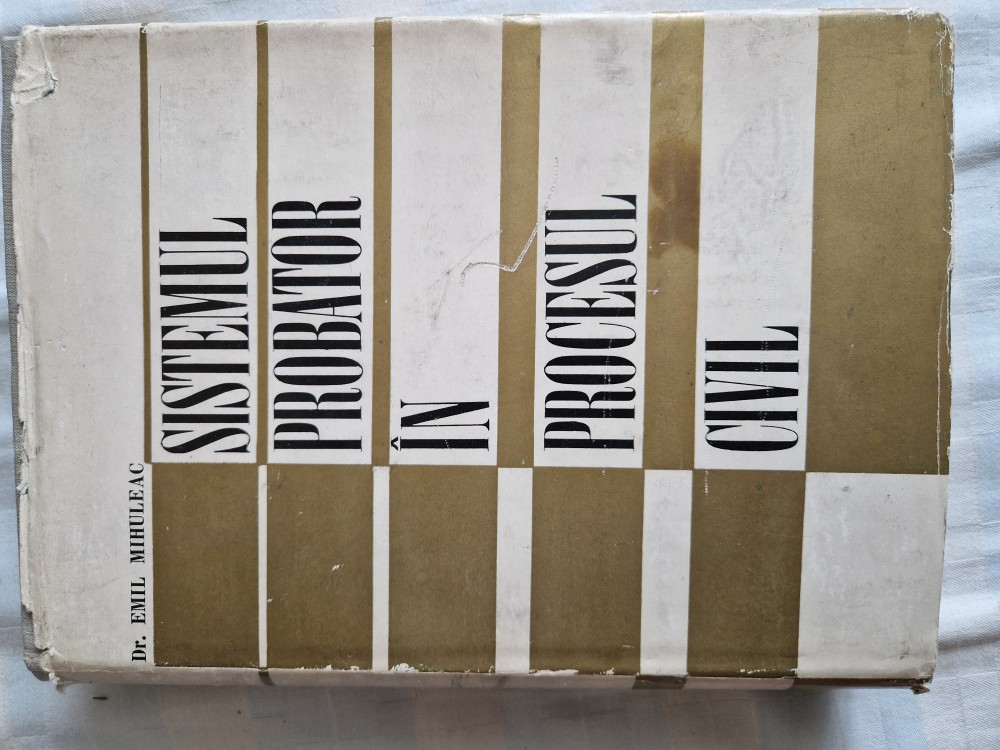 Dr. EMIL MIHULEAC
SISTEMUL
PROBATOR
ÎN
PROCESUL
CIVIL